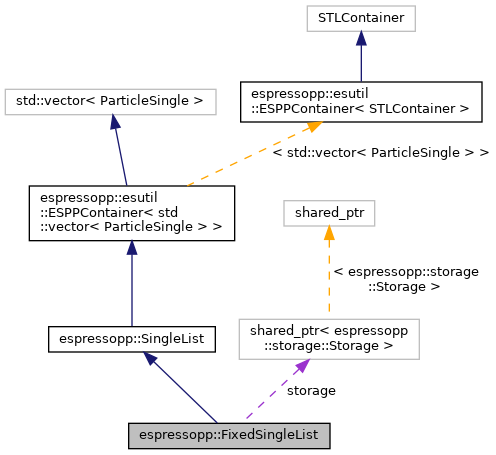 STLContainer
std::vector< ParticleSingle >
espressopp::esutil
::ESPPContainer< STLContainer >
< std::vector< ParticleSingle > >
espressopp::esutil
::ESPPContainer< std
::vector< ParticleSingle > >
shared_ptr
< espressopp::storage
::Storage >
espressopp::SingleList
shared_ptr< espressopp
::storage::Storage >
storage
espressopp::FixedSingleList